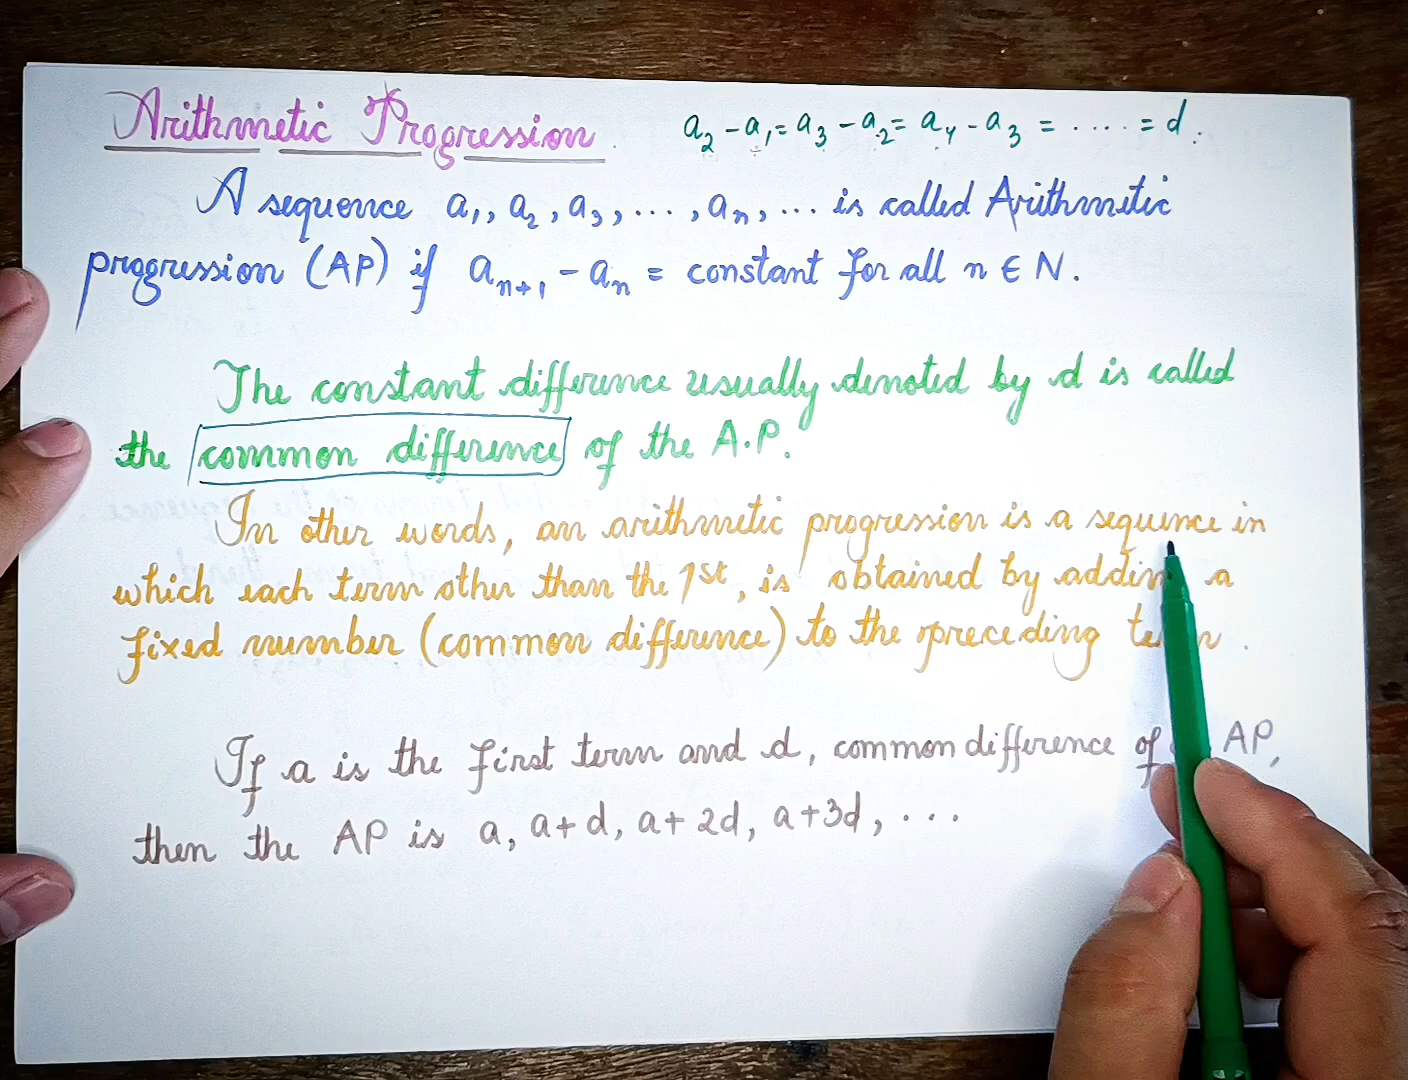 Arithmetic Progression. a₂ - a₁ = a₃ - a₂ = a₄ - a₃ = ..... = d.
A sequence a₁, a₂, a₃, ..., aₙ, ... is called Arithmetic
progression (AP) if aₙ₊₁ - aₙ = constant for all n ∈ N.
The constant difference usually denoted by d is called
the common difference of the A.P.
In other words, an arithmetic progression is a sequence in
which each term other than the 1st, is obtained by adding a
fixed number (common difference) to the preceding term.
If a is the first term and d, common difference of AP,
then the AP is a, a+d, a+2d, a+3d, ...